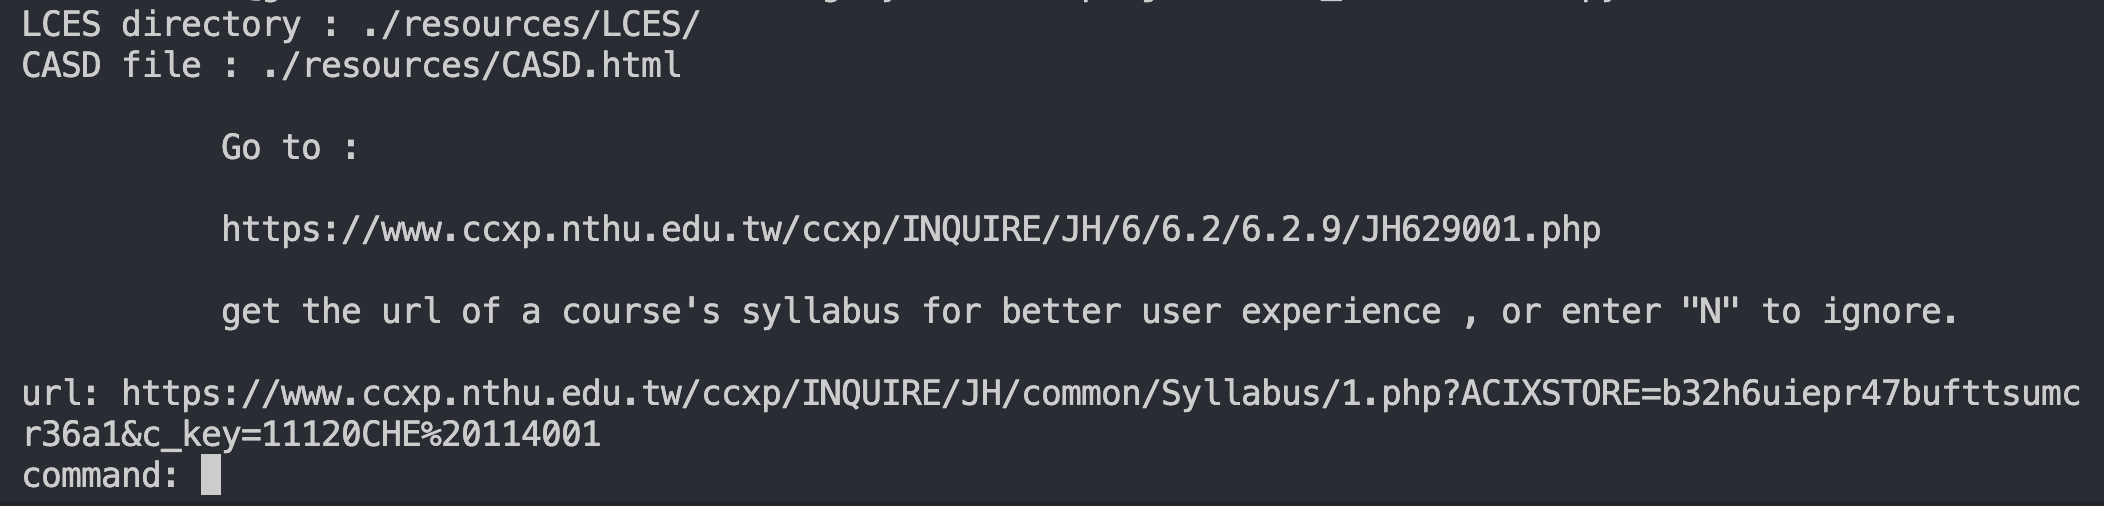 LCES directory : ./resources/LCES/
CASD file : ./resources/CASD.html
Go to :
https://www.ccxp.nthu.edu.tw/ccxp/INQUIRE/JH/6/6.2/6.2.9/JH629001.php
get the url of a course's syllabus for better user experience , or enter "N" to ignore.
url: https://www.ccxp.nthu.edu.tw/ccxp/INQUIRE/JH/common/Syllabus/1.php?ACIXSTORE=b32h6uiepr47bufttsumc
r36a1&c_key=11120CHE%20114001
command: